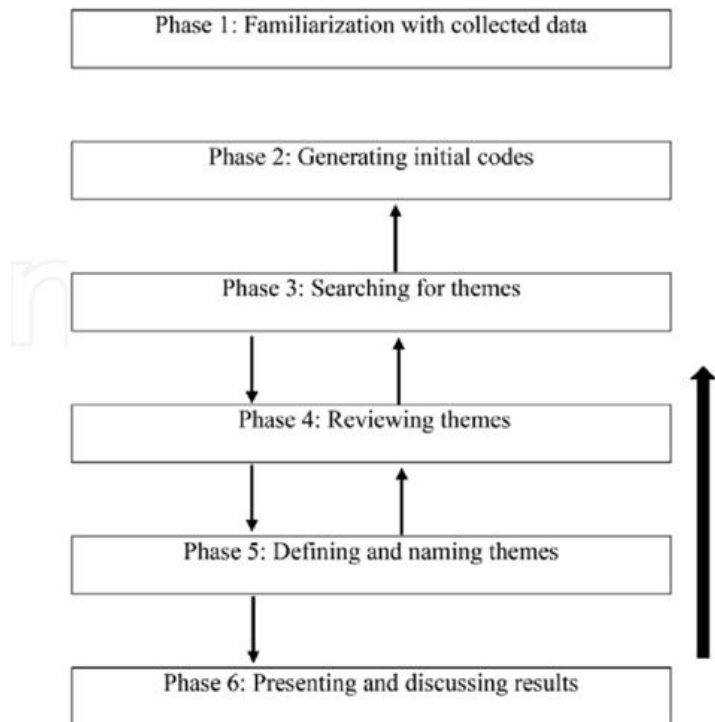 Phase 1: Familiarization with collected data
Phase 2: Generating initial codes
Phase 3: Searching for themes
Phase 4: Reviewing themes
Phase 5: Defining and naming themes
Phase 6: Presenting and discussing results